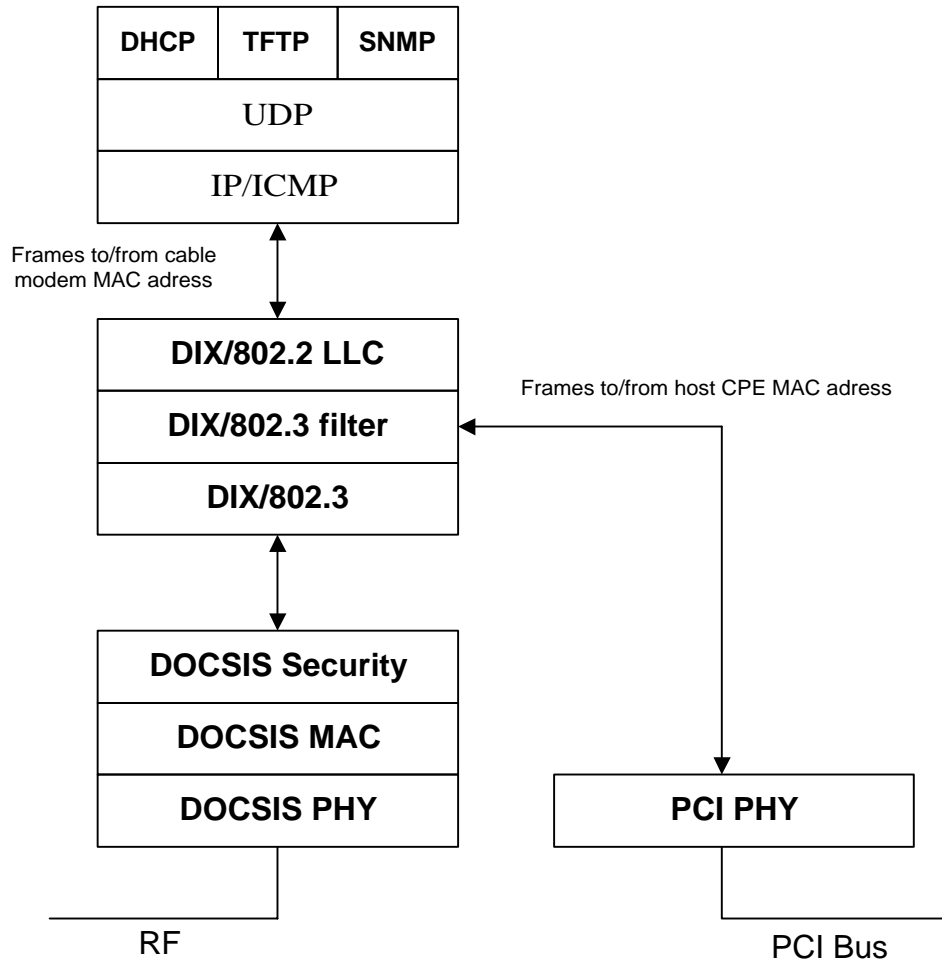 DHCP TFTP SNMP
UDP
IP/ICMP
Frames to/from cable
modem MAC adress
DIX/802.2 LLC
Frames to/from host CPE MAC adress
DIX/802.3 filter
DIX/802.3
DOCSIS Security
DOCSIS MAC
DOCSIS PHY
PCI PHY
RF
PCI Bus